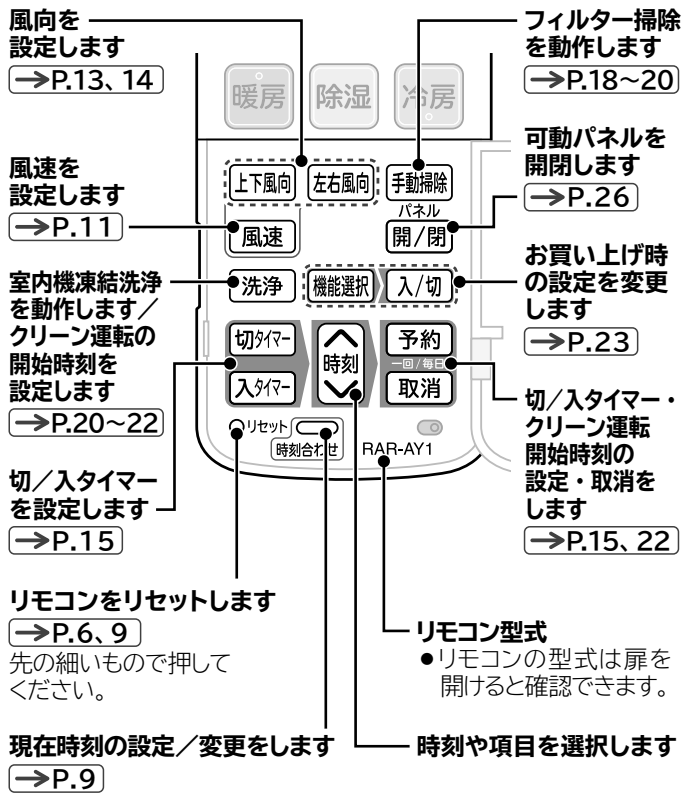 風向を
設定します
→P.13、14
風速を
設定します
→P.11
室内機凍結洗浄
を動作します／
クリーン運転の
開始時刻を
設定します
→P.20～22
切／入タイマー
を設定します
→P.15
リモコンをリセットします
→P.6、9
先の細いもので押して
ください。
現在時刻の設定／変更をします
→P.9
暖房 除湿 冷房
上下風向 左右風向 手動掃除
パネル
風速 開/閉
洗浄 機能選択 入/切
切タイマー 予約
時刻 一回/毎日
入タイマー 取消
リセット
時刻合わせ RAR-AY1
フィルター掃除
を動作します
→P.18～20
可動パネルを
開閉します
→P.26
お買い上げ時
の設定を変更
します
→P.23
切／入タイマー・
クリーン運転
開始時刻の
設定・取消を
します
→P.15、22
リモコン型式
●リモコンの型式は扉を
開けると確認できます。
時刻や項目を選択します